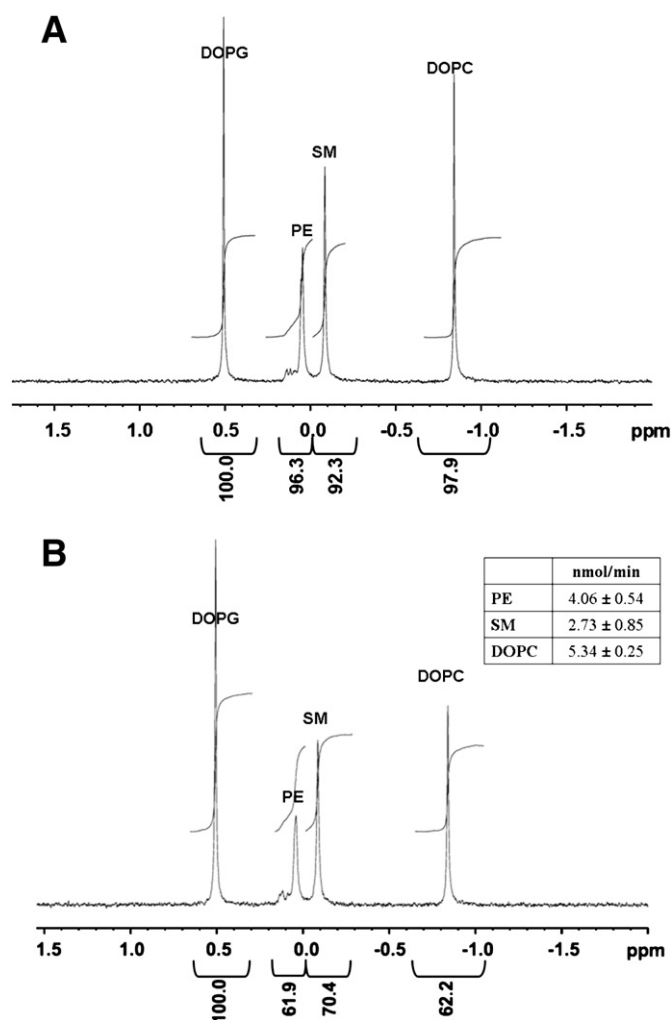 A
DOPG
DOPC
SM
PE
1.5 1.0 0.5 0.0 -0.5 -1.0 -1.5 ppm
100.0 96.3 92.3 97.9
B
nmol/min
PE 4.06 ± 0.54
SM 2.73 ± 0.85
DOPC 5.34 ± 0.25
DOPG
DOPC
SM
PE
1.5 1.0 0.5 0.0 -0.5 -1.0 -1.5 ppm
100.0 61.9 70.4 62.2